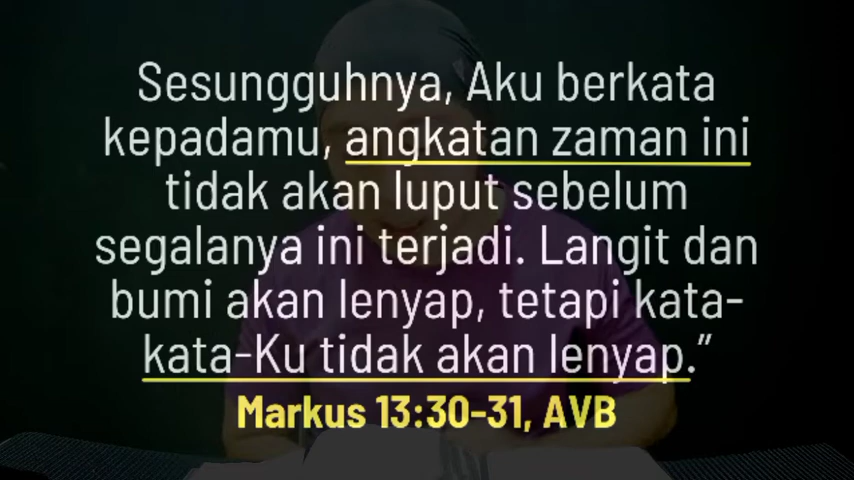 Sesungguhnya, Aku berkata
kepadamu, angkatan zaman ini
tidak akan luput sebelum
segalanya ini terjadi. Langit dan
bumi akan lenyap, tetapi kata-
kata-Ku tidak akan lenyap.”
Markus 13:30-31, AVB